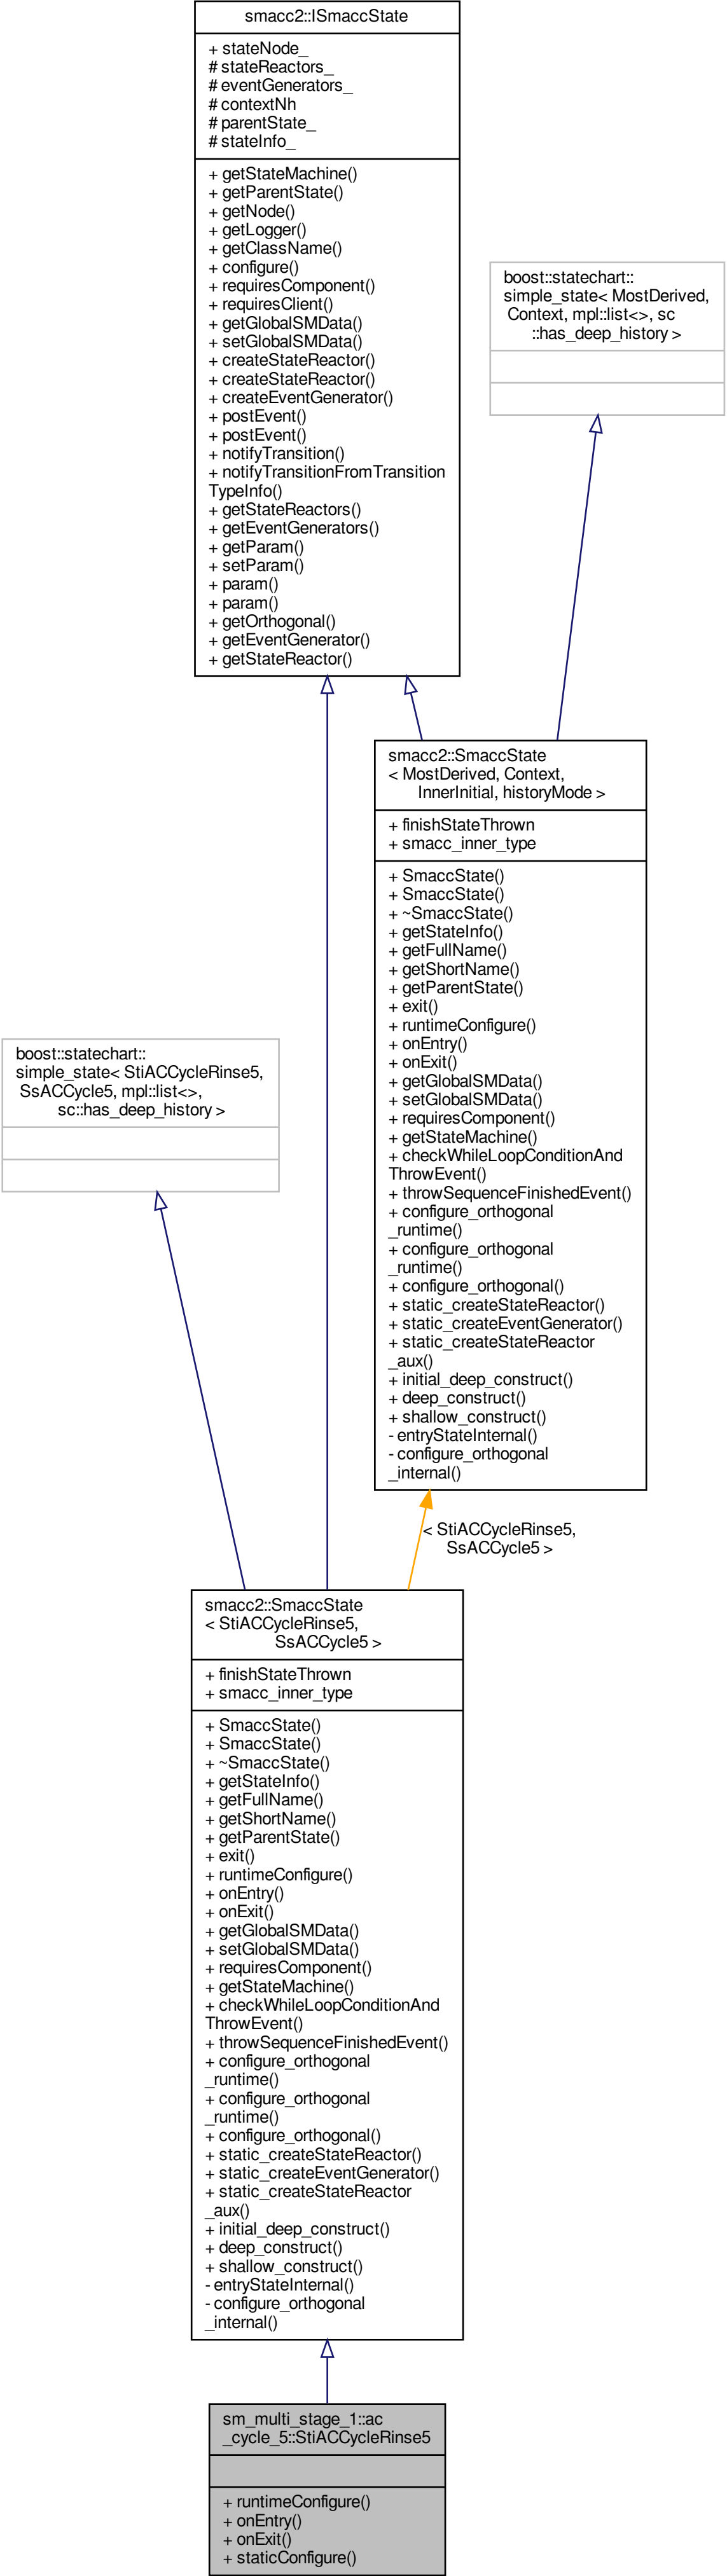 smacc2::ISmaccState
+ stateNode_
# stateReactors_
# eventGenerators_
# contextNh
# parentState_
# stateInfo_
+ getStateMachine()
+ getParentState()
+ getNode()
+ getLogger()
+ getClassName()
+ configure()
+ requiresComponent()
+ requiresClient()
+ getGlobalSMData()
+ setGlobalSMData()
+ createStateReactor()
+ createStateReactor()
+ createEventGenerator()
+ postEvent()
+ postEvent()
+ notifyTransition()
+ notifyTransitionFromTransition
TypeInfo()
+ getStateReactors()
+ getEventGenerators()
+ getParam()
+ setParam()
+ param()
+ param()
+ getOrthogonal()
+ getEventGenerator()
+ getStateReactor()
boost::statechart::
simple_state< MostDerived,
Context, mpl::list<>, sc
::has_deep_history >
smacc2::SmaccState
< MostDerived, Context,
InnerInitial, historyMode >
+ finishStateThrown
+ smacc_inner_type
+ SmaccState()
+ SmaccState()
+ ~SmaccState()
+ getStateInfo()
+ getFullName()
+ getShortName()
+ getParentState()
+ exit()
+ runtimeConfigure()
+ onEntry()
+ onExit()
+ getGlobalSMData()
+ setGlobalSMData()
+ requiresComponent()
+ getStateMachine()
+ checkWhileLoopConditionAnd
ThrowEvent()
+ throwSequenceFinishedEvent()
+ configure_orthogonal
_runtime()
+ configure_orthogonal
_runtime()
+ configure_orthogonal()
+ static_createStateReactor()
+ static_createEventGenerator()
+ static_createStateReactor
_aux()
+ initial_deep_construct()
+ deep_construct()
+ shallow_construct()
- entryStateInternal()
- configure_orthogonal
_internal()
boost::statechart::
simple_state< StiACCycleRinse5,
SsACCycle5, mpl::list<>,
sc::has_deep_history >
< StiACCycleRinse5,
SsACCycle5 >
smacc2::SmaccState
< StiACCycleRinse5,
SsACCycle5 >
+ finishStateThrown
+ smacc_inner_type
+ SmaccState()
+ SmaccState()
+ ~SmaccState()
+ getStateInfo()
+ getFullName()
+ getShortName()
+ getParentState()
+ exit()
+ runtimeConfigure()
+ onEntry()
+ onExit()
+ getGlobalSMData()
+ setGlobalSMData()
+ requiresComponent()
+ getStateMachine()
+ checkWhileLoopConditionAnd
ThrowEvent()
+ throwSequenceFinishedEvent()
+ configure_orthogonal
_runtime()
+ configure_orthogonal
_runtime()
+ configure_orthogonal()
+ static_createStateReactor()
+ static_createEventGenerator()
+ static_createStateReactor
_aux()
+ initial_deep_construct()
+ deep_construct()
+ shallow_construct()
- entryStateInternal()
- configure_orthogonal
_internal()
sm_multi_stage_1::ac
_cycle_5::StiACCycleRinse5
+ runtimeConfigure()
+ onEntry()
+ onExit()
+ staticConfigure()